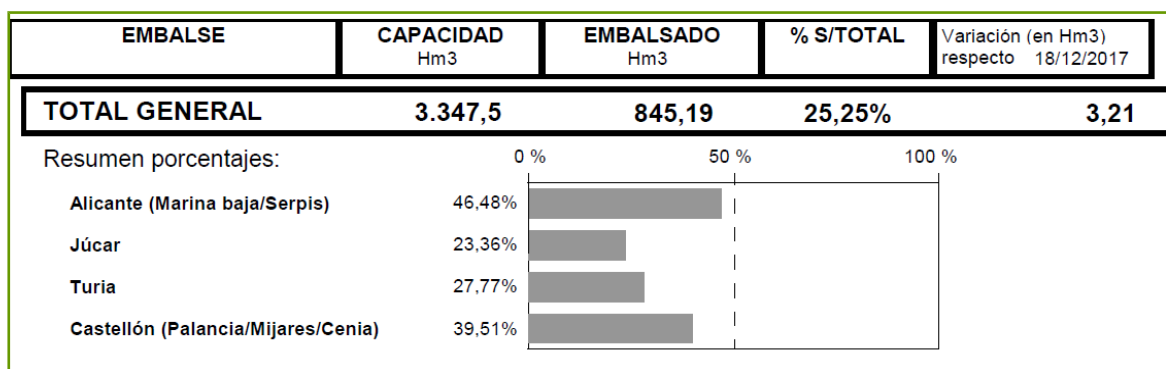 EMBALSE CAPACIDAD EMBALSADO % S/TOTAL Variación (en Hm3)
Hm3 Hm3 respecto 18/12/2017
TOTAL GENERAL 3.347,5 845,19 25,25% 3,21
Resumen porcentajes: 0 % 50 % 100 %
Alicante (Marina baja/Serpis) 46,48%
Júcar 23,36%
Turia 27,77%
Castellón (Palancia/Mijares/Cenia) 39,51%